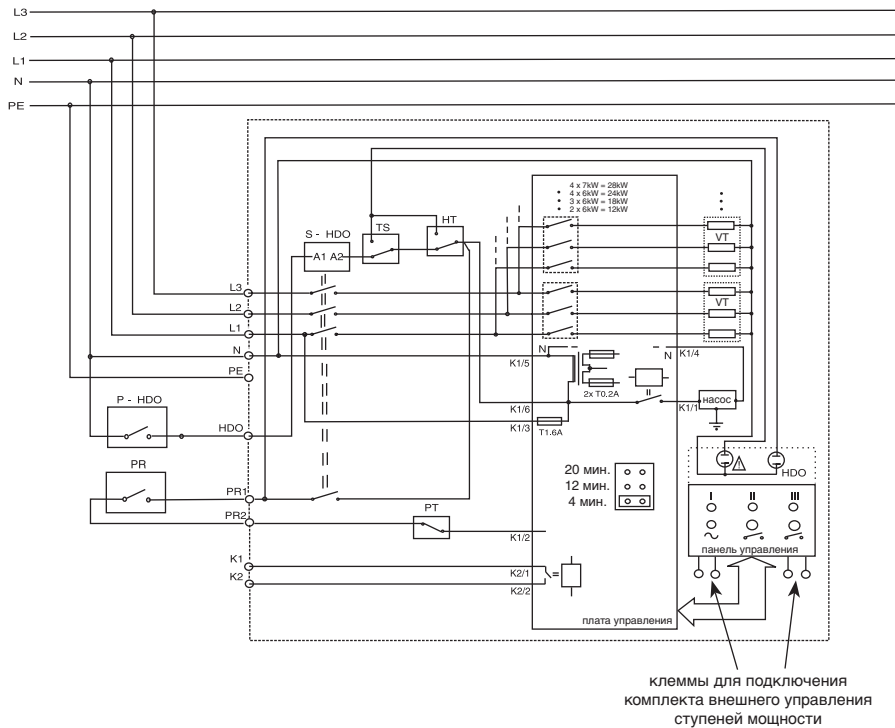 L3
L2
L1
N
PE
4 x 7kW = 28kW
4 x 6kW = 24kW
3 x 6kW = 18kW
2 x 6kW = 12kW
S - HDO
TS
HT
A1 A2
VT
L3
L2
L1
VT
N
N
N
K1/4
K1/5
PE
2x T0.2A
P - HDO
K1/6
K1/1
насос
HDO
K1/3
T1.6A
PR
HDO
20 мин.
12 мин.
4 мин.
PR1
I
II
III
PR2
PT
K1/2
панель управления
K1
K2/1
K2
K2/2
плата управления
клеммы для подключения
комплекта внешнего управления
ступеней мощности